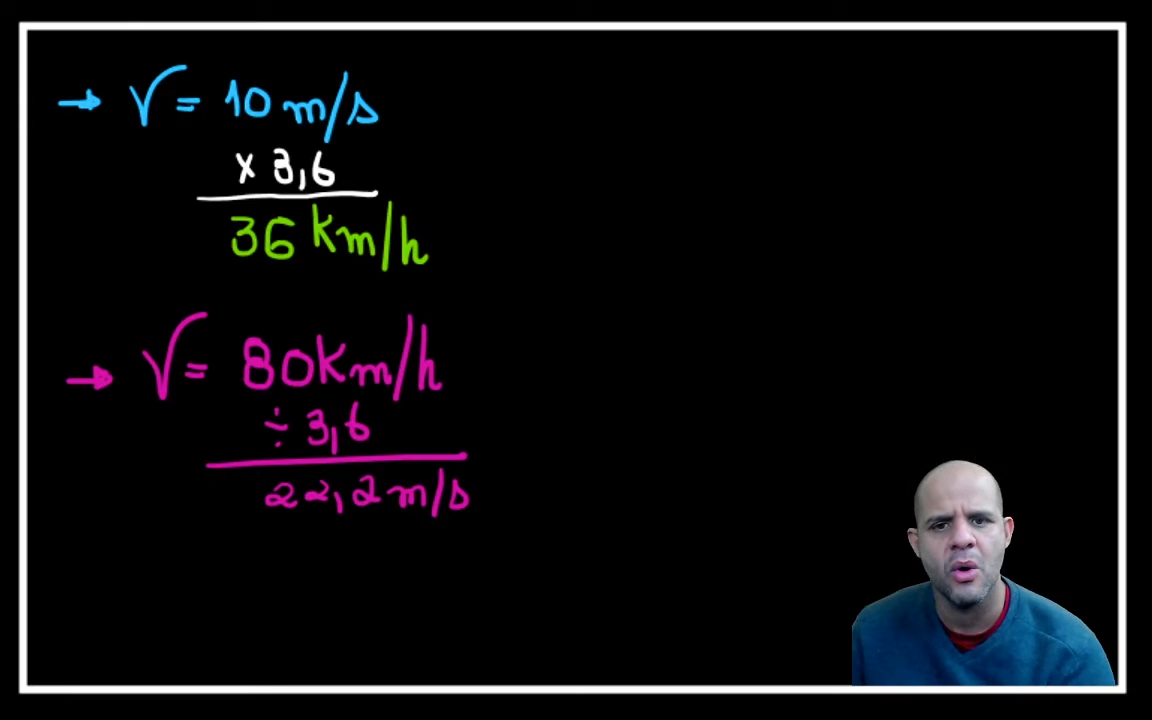 → V = 10 m/s
x 3,6
36 km/h
→ V = 80 km/h
÷ 3,6
22,2 m/s